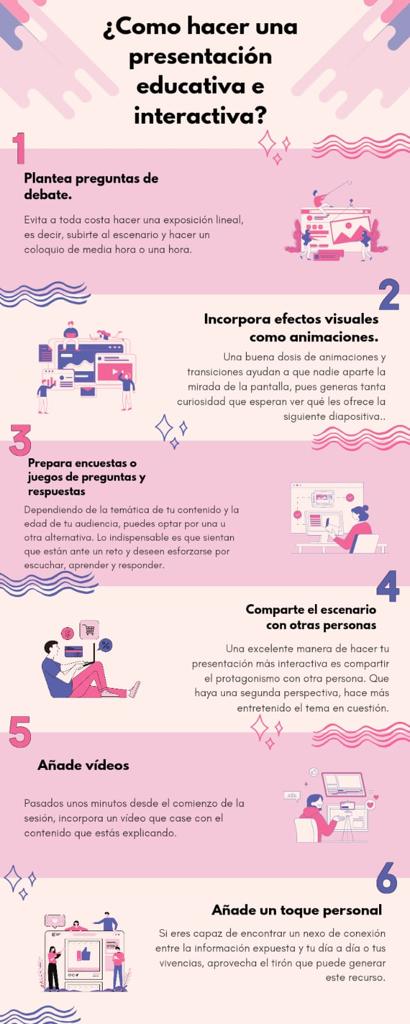 ¿Como hacer una
presentación
educativa e
interactiva?
1
Plantea preguntas de
debate.
Evita a toda costa hacer una exposición lineal,
es decir, subirte al escenario y hacer un
coloquio de media hora o una hora.
2
Incorpora efectos visuales
como animaciones.
Una buena dosis de animaciones y
transiciones ayudan a que nadie aparte la
mirada de la pantalla, pues generas tanta
curiosidad que esperan ver qué les ofrece la
siguiente diapositiva..
3
Prepara encuestas o
juegos de preguntas y
respuestas
Dependiendo de la temática de tu contenido y la
edad de tu audiencia, puedes optar por una u
otra alternativa. Lo indispensable es que sientan
que están ante un reto y deseen esforzarse por
escuchar, aprender y responder.
4
Comparte el escenario
con otras personas
Una excelente manera de hacer tu
presentación más interactiva es compartir
el protagonismo con otra persona. Que
haya una segunda perspectiva, hace más
entretenido el tema en cuestión.
5
Añade vídeos
Pasados unos minutos desde el comienzo de la
sesión, incorpora un vídeo que case con el
contenido que estás explicando.
6
Añade un toque personal
Si eres capaz de encontrar un nexo de conexión
entre la información expuesta y tu día a día o tus
vivencias, aprovecha el tirón que puede generar
este recurso.